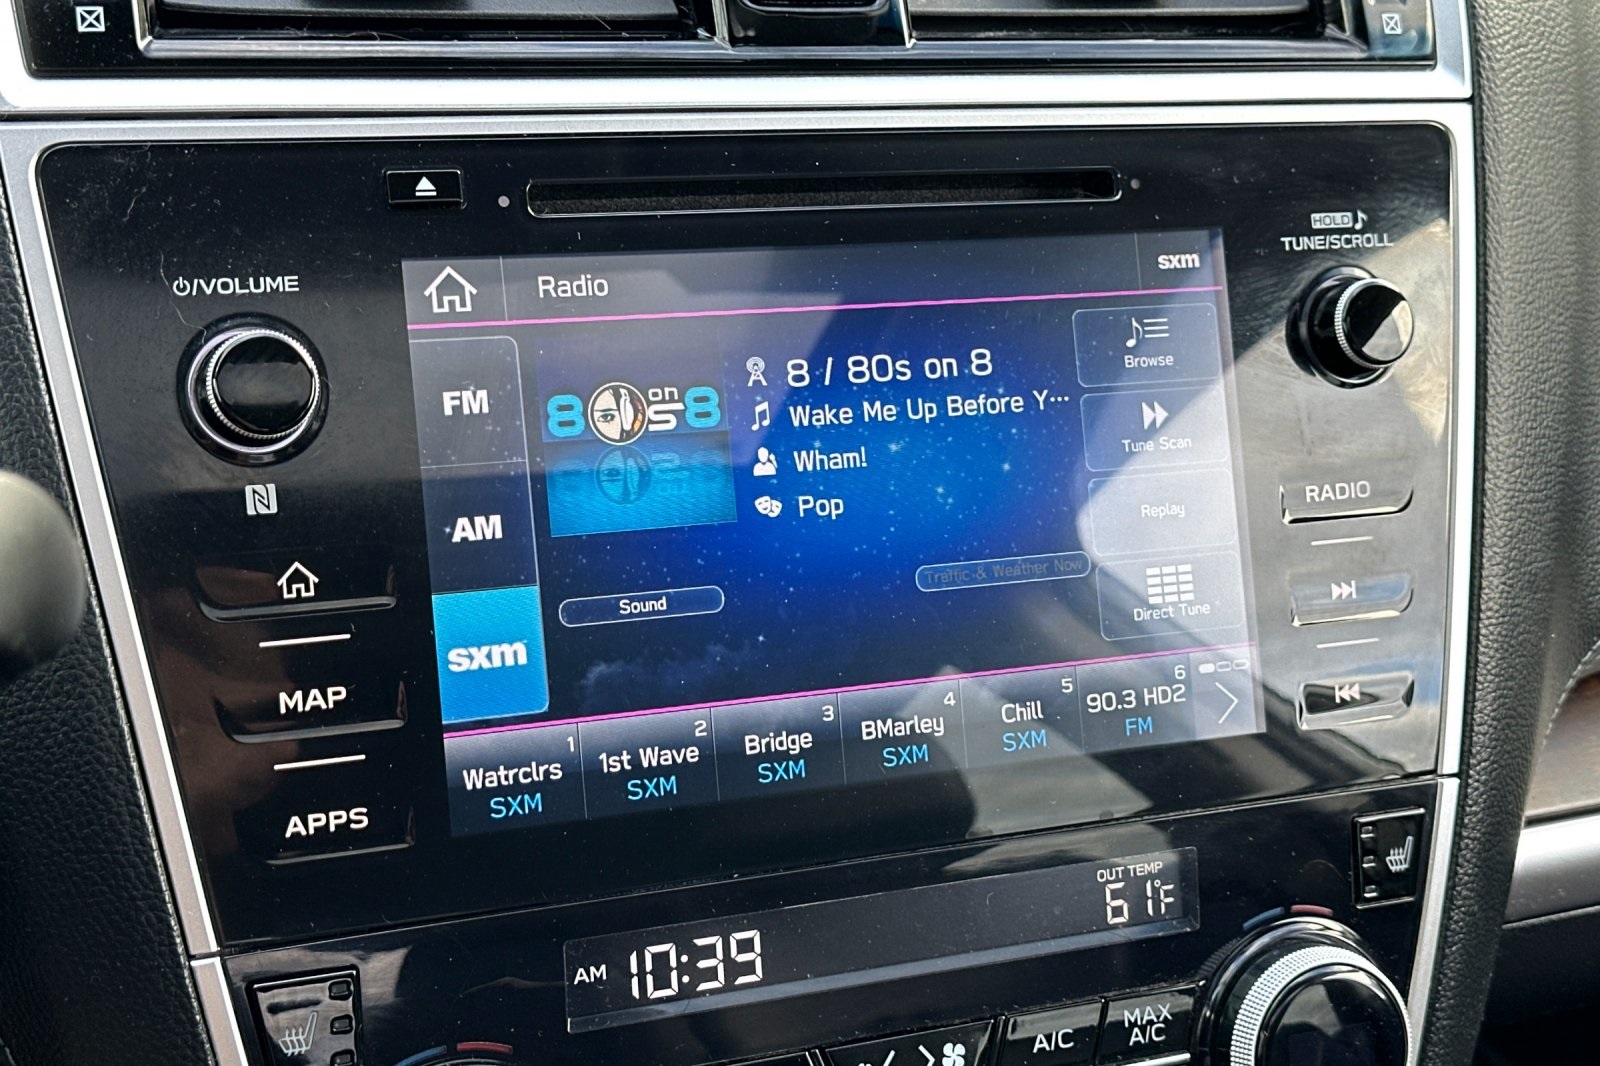 HOLD
TUNE/SCROLL
/VOLUME
Radio
sxm
FM
AM
sxm
8 on 80s 8
8 / 80s on 8
Wake Me Up Before Y...
Wham!
Pop
Browse
Tune Scan
Replay
Direct Tune
Sound
Traffic & Weather Now
1
Watrclrs
SXM
2
1st Wave
SXM
3
Bridge
SXM
4
BMarley
SXM
5
Chill
SXM
6
90.3 HD2
FM
RADIO
MAP
APPS
AM 10:39
OUT TEMP
61°F
A/C
MAX
A/C